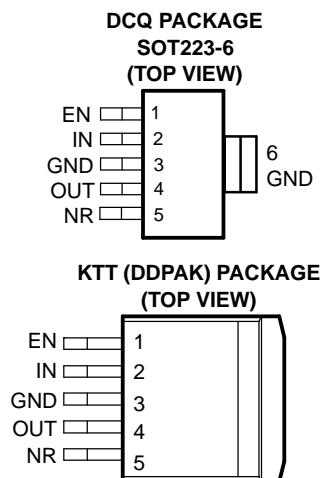 DCQ PACKAGE
SOT223-6
(TOP VIEW)
EN 1
IN 2
GND 3
OUT 4
NR 5
6
GND
KTT (DDPAK) PACKAGE
(TOP VIEW)
EN 1
IN 2
GND 3
OUT 4
NR 5